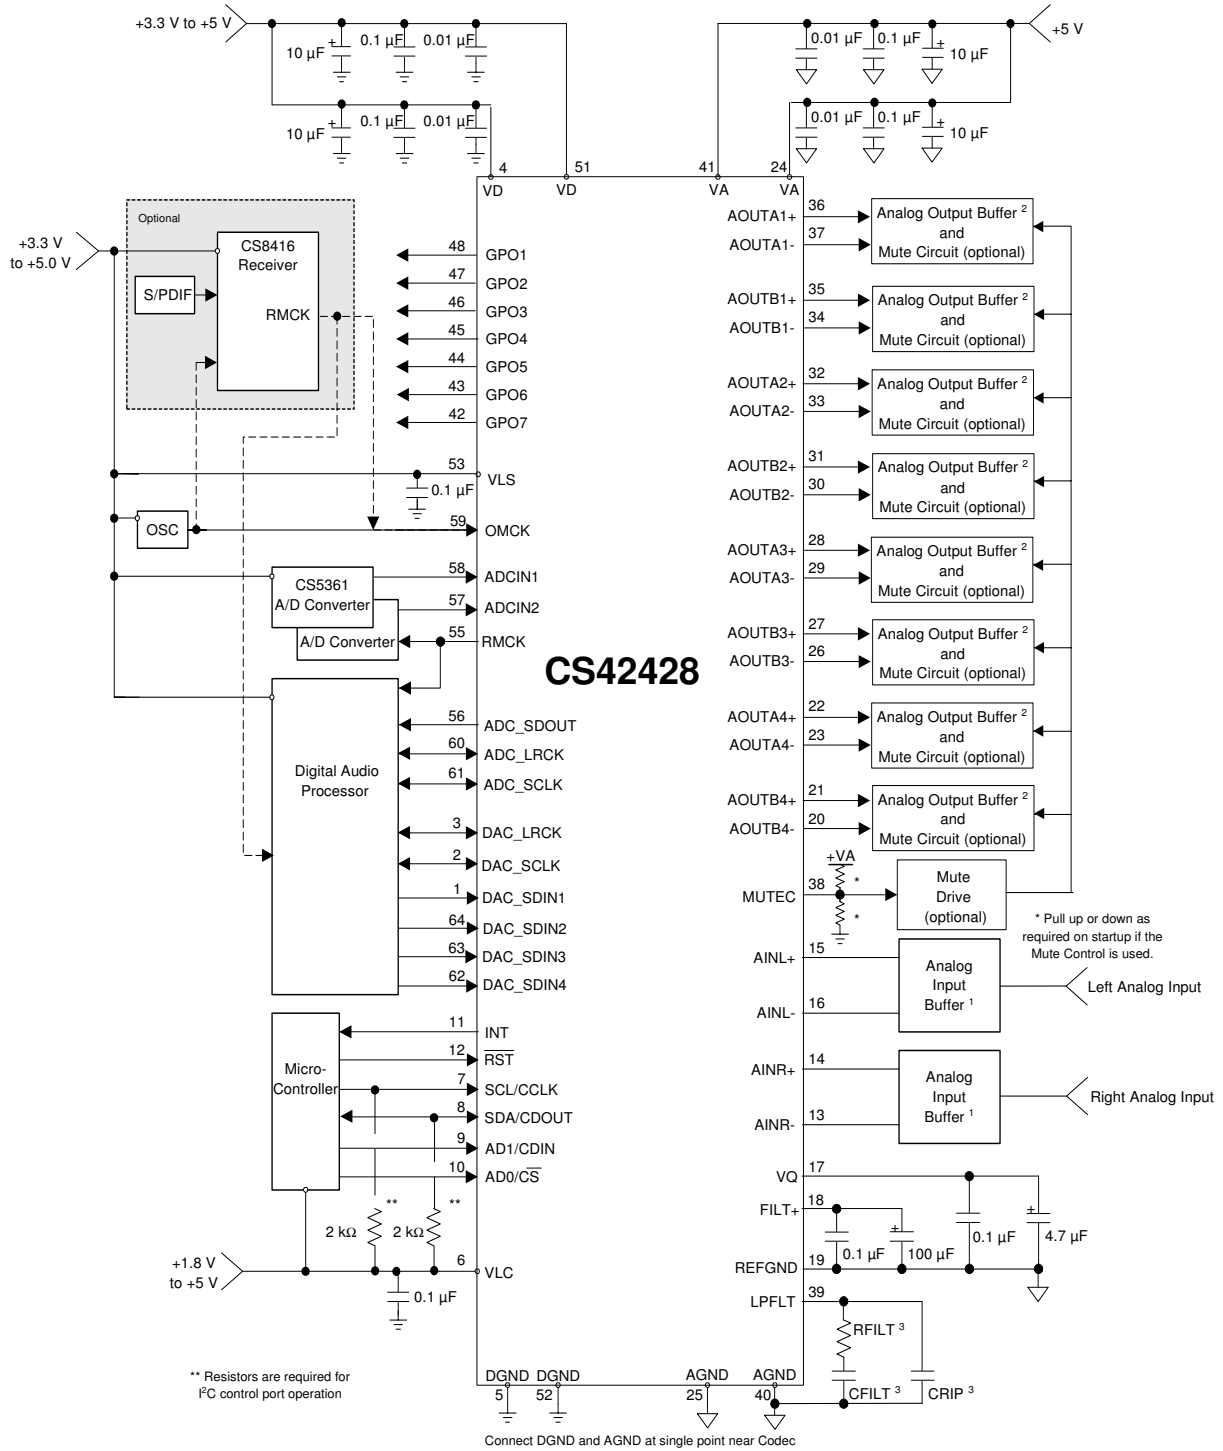 +3.3 V to +5 V
10 µF
+
0.1 µF
0.01 µF
0.01 µF
0.1 µF
+
10 µF
+5 V
10 µF
+
0.1 µF
0.01 µF
0.01 µF
0.1 µF
+
10 µF
4
51
41
24
VD
VD
VA
VA
Optional
+3.3 V
to +5.0 V
CS8416
Receiver
S/PDIF
RMCK
48
GPO1
47
GPO2
46
GPO3
45
GPO4
44
GPO5
43
GPO6
42
GPO7
53
VLS
0.1 µF
OSC
59
OMCK
CS5361
A/D Converter
A/D Converter
58
ADCIN1
57
ADCIN2
55
RMCK
CS42428
Digital Audio
Processor
56
ADC_SDOUT
60
ADC_LRCK
61
ADC_SCLK
3
DAC_LRCK
2
DAC_SCLK
1
DAC_SDIN1
64
DAC_SDIN2
63
DAC_SDIN3
62
DAC_SDIN4
Micro-
Controller
11
INT
12
RST
7
SCL/CCLK
8
SDA/CDOUT
9
AD1/CDIN
10
AD0/CS
**
**
2 kΩ
2 kΩ
+1.8 V
to +5 V
6
VLC
0.1 µF
** Resistors are required for
I²C control port operation
AOUTA1+
36
AOUTA1-
37
Analog Output Buffer ²
and
Mute Circuit (optional)
AOUTB1+
35
AOUTB1-
34
Analog Output Buffer ²
and
Mute Circuit (optional)
AOUTA2+
32
AOUTA2-
33
Analog Output Buffer ²
and
Mute Circuit (optional)
AOUTB2+
31
AOUTB2-
30
Analog Output Buffer ²
and
Mute Circuit (optional)
AOUTA3+
28
AOUTA3-
29
Analog Output Buffer ²
and
Mute Circuit (optional)
AOUTB3+
27
AOUTB3-
26
Analog Output Buffer ²
and
Mute Circuit (optional)
AOUTA4+
22
AOUTA4-
23
Analog Output Buffer ²
and
Mute Circuit (optional)
AOUTB4+
21
AOUTB4-
20
Analog Output Buffer ²
and
Mute Circuit (optional)
+VA
*
*
MUTEC
38
Mute
Drive
(optional)
* Pull up or down as
required on startup if the
Mute Control is used.
AINL+
15
AINL-
16
Analog
Input
Buffer ¹
Left Analog Input
AINR+
14
AINR-
13
Analog
Input
Buffer ¹
Right Analog Input
VQ
17
FILT+
18
0.1 µF
+
100 µF
0.1 µF
+
4.7 µF
REFGND
19
LPFLT
39
RFILT ³
CFILT ³
CRIP ³
DGND
DGND
AGND
AGND
5
52
25
40
Connect DGND and AGND at single point near Codec